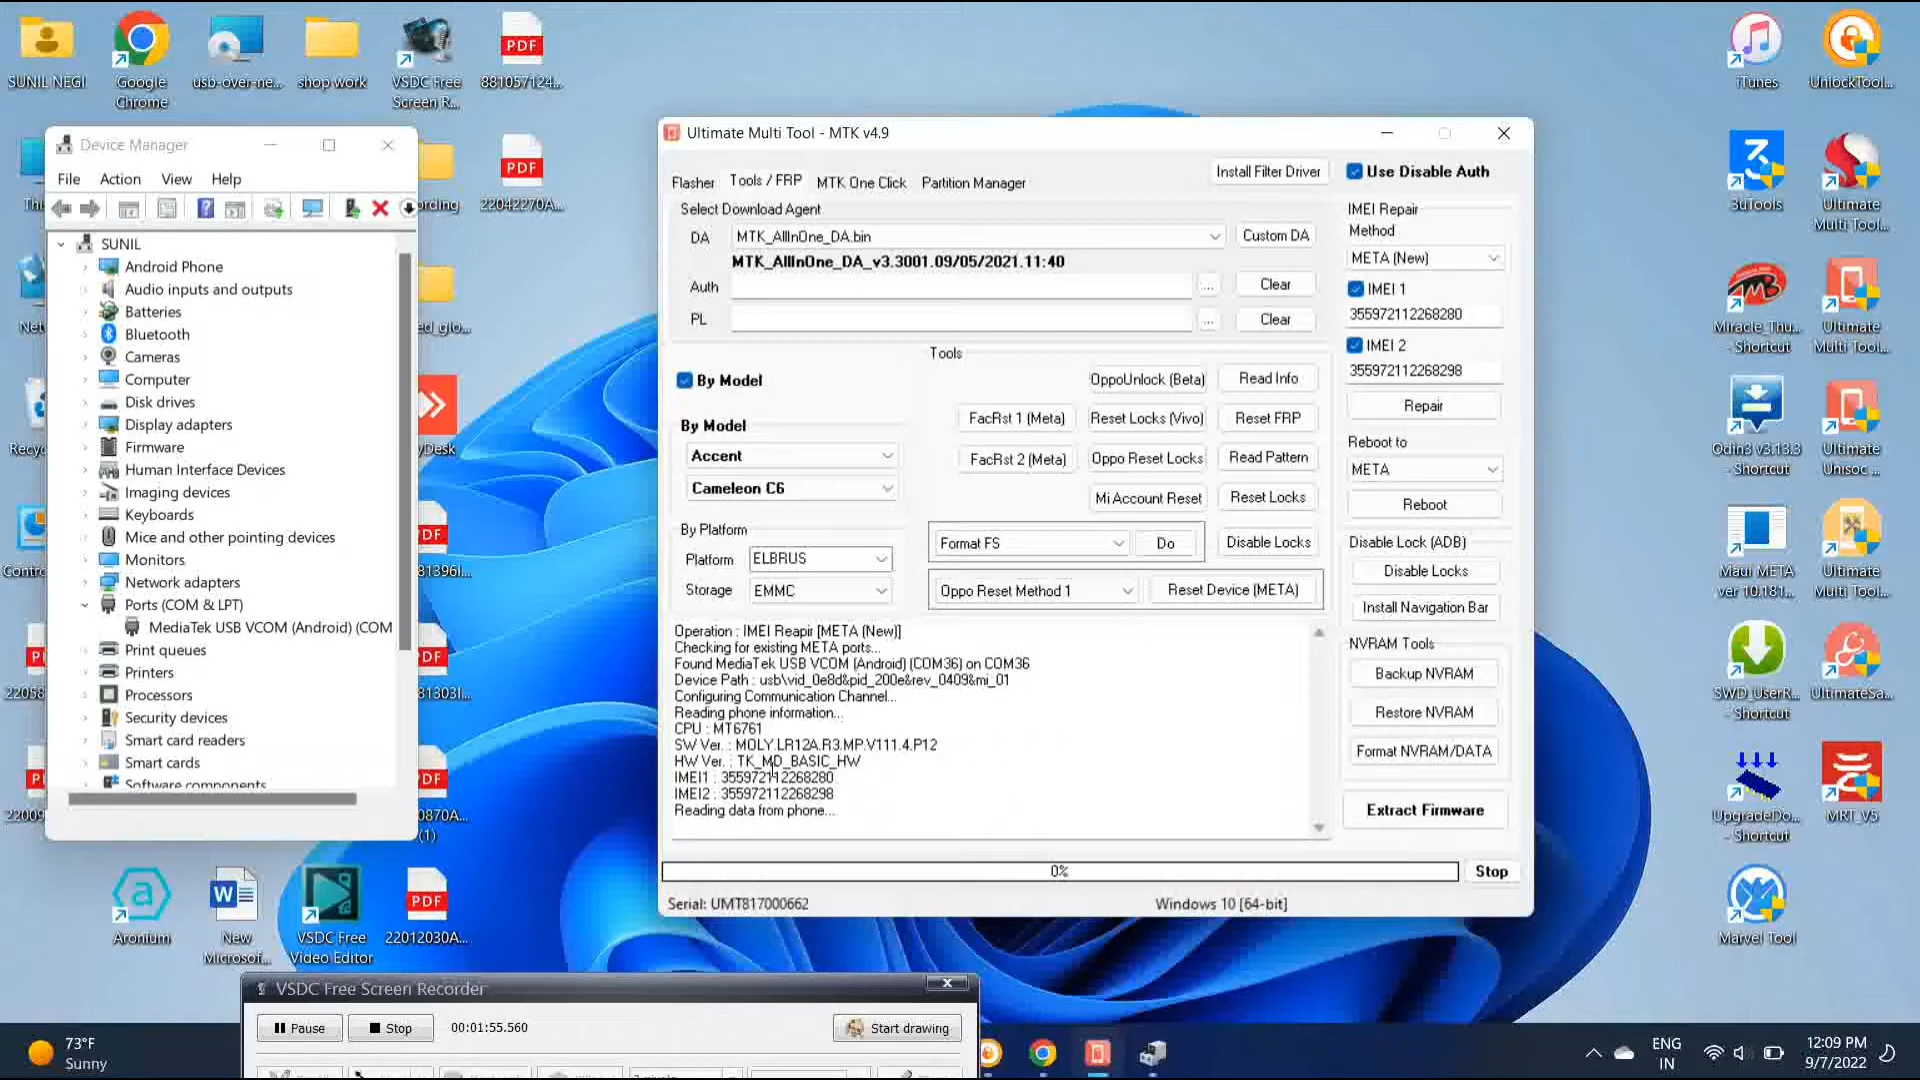 SUNIL NEGI
Google Chrome
usb-over-ne...
shop work
VSDC Free Screen R...
PDF
881057124...
iTunes
UnlockTool...
Device Manager
File Action View Help
PDF
22042270A...
SUNIL
Android Phone
Audio inputs and outputs
Batteries
Bluetooth
Cameras
Computer
Disk drives
Display adapters
Firmware
Human Interface Devices
Imaging devices
Keyboards
Mice and other pointing devices
Monitors
Network adapters
Ports (COM & LPT)
MediaTek USB VCOM (Android) (COM
Print queues
Printers
Processors
Security devices
Smart card readers
Smart cards
Software components
Ultimate Multi Tool - MTK v4.9
Flasher Tools / FRP MTK One Click Partition Manager
Install Filter Driver
Use Disable Auth
Select Download Agent
DA MTK_AllInOne_DA.bin Custom DA
MTK_AllInOne_DA_v3.3001.09/05/2021.11:40
Auth ... Clear
PL ... Clear
IMEI Repair
Method
META (New)
IMEI 1
355972112268280
IMEI 2
355972112268298
Repair
Reboot to
META
Reboot
Disable Lock (ADB)
Disable Locks
Install Navigation Bar
NVRAM Tools
Backup NVRAM
Restore NVRAM
Format NVRAM/DATA
Extract Firmware
By Model
By Model
Accent
Cameleon C6
By Platform
Platform ELBRUS
Storage EMMC
Tools
OppoUnlock (Beta) Read Info
FacRst 1 (Meta) Reset Locks (Vivo) Reset FRP
FacRst 2 (Meta) Oppo Reset Locks Read Pattern
Mi Account Reset Reset Locks
Format FS Do Disable Locks
Oppo Reset Method 1 Reset Device (META)
Operation : IMEI Reapir [META (New)]
Checking for existing META ports...
Found MediaTek USB VCOM (Android) (COM36) on COM36
Device Path : usb\vid_0e8d&pid_200e&rev_0409&mi_01
Configuring Communication Channel...
Reading phone information...
CPU : MT6761
SW Ver. : MOLY.LR12A.R3.MP.V111.4.P12
HW Ver. : TK_MD_BASIC_HW
IMEI1 : 355972112268280
IMEI2 : 355972112268298
Reading data from phone...
0% Stop
Serial: UMT817000662 Windows 10 [64-bit]
3uTools
Ultimate Multi Tool...
Miracle_Thu... - Shortcut
Ultimate Multi Tool...
Odin3 v3.13.3 - Shortcut
Ultimate Unisoc ...
Maui META ver 10.181...
Ultimate Multi Tool...
SWD_UserR... - Shortcut
UltimateSa...
UpgradeDo... - Shortcut
MRT_V5
Marvel Tool
Aronium
New Microsof...
VSDC Free Video Editor
PDF
22012030A...
VSDC Free Screen Recorder
Pause Stop 00:01:55.560 Start drawing
73°F
Sunny
ENG
IN
12:09 PM
9/7/2022